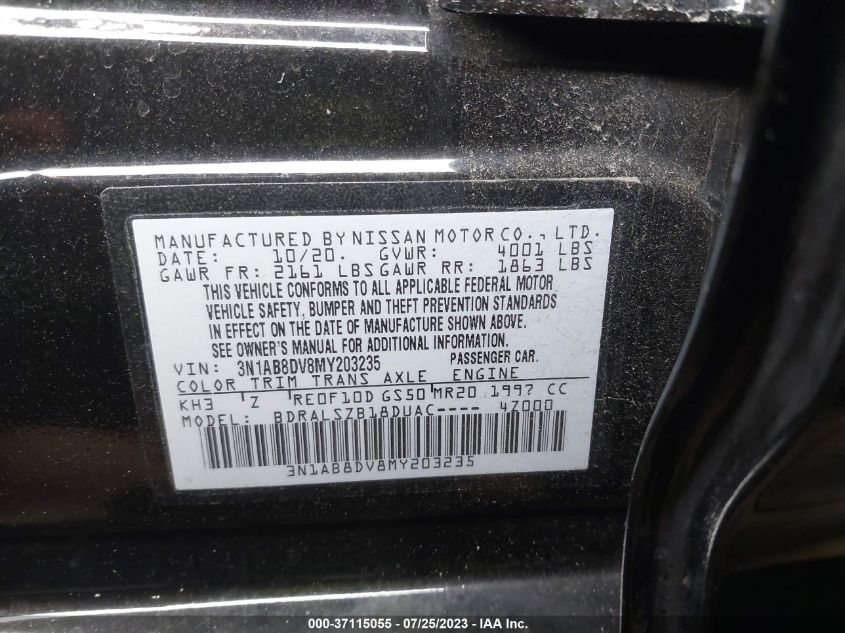 MANUFACTURED BY NISSAN MOTOR CO., LTD.
DATE: 10/20. GVWR: 4001 LBS
GAWR FR: 2161 LBS GAWR RR: 1863 LBS
THIS VEHICLE CONFORMS TO ALL APPLICABLE FEDERAL MOTOR
VEHICLE SAFETY, BUMPER AND THEFT PREVENTION STANDARDS
IN EFFECT ON THE DATE OF MANUFACTURE SHOWN ABOVE.
SEE OWNER'S MANUAL FOR ADDITIONAL INFORMATION.
VIN: 3N1AB8DV8MY203235 PASSENGER CAR.
COLOR TRIM TRANS AXLE ENGINE
KH3 Z RE0F10D GS50 MR20 1997 CC
MODEL: BDRALSZB18DUAC---- 4Z000
3N1AB8DV8MY203235
000-37115055 - 07/25/2023 - IAA Inc.